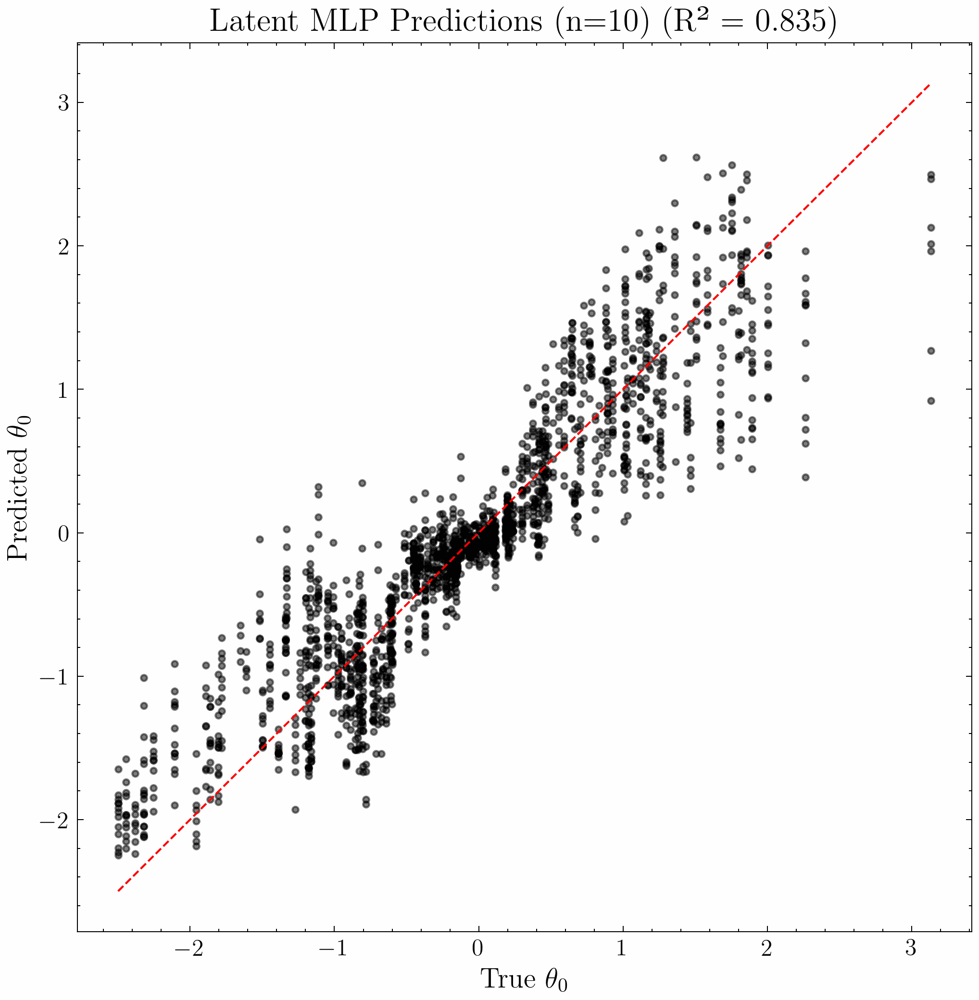 Latent MLP Predictions (n=10) (R² = 0.835)
3
2
1
0
−1
−2
Predicted θ₀
−2 −1 0 1 2 3
True θ₀